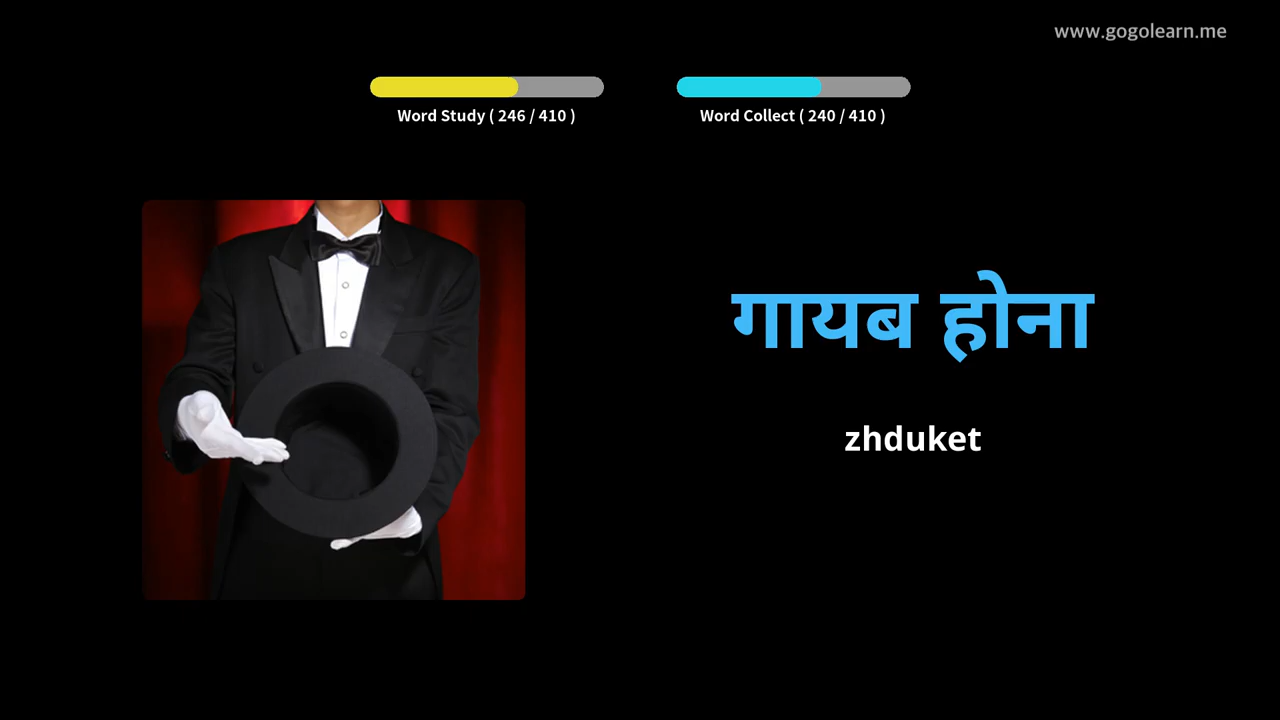 www.gogolearn.me
Word Study ( 246 / 410 )
Word Collect ( 240 / 410 )
गायब होना
zhduket